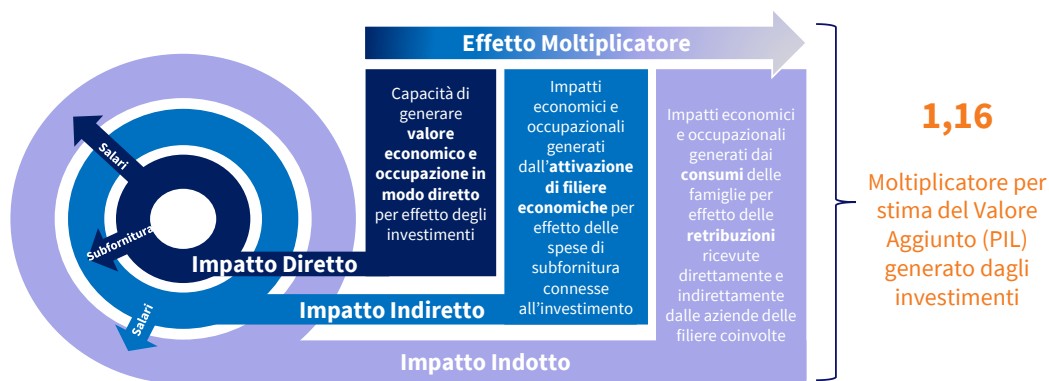 Effetto Moltiplicatore
Capacità di
generare
valore
economico e
occupazione in
modo diretto
per effetto degli
investimenti
Impatti
economici e
occupazionali
generati
dall'attivazione
di filiere
economiche per
effetto delle
spese di
subfornitura
connesse
all'investimento
Impatti economici
e occupazionali
generati dai
consumi delle
famiglie per
effetto delle
retribuzioni
ricevute
direttamente e
indirettamente
dalle aziende delle
filiere coinvolte
1,16
Moltiplicatore per
stima del Valore
Aggiunto (PIL)
generato dagli
investimenti
Salari
Subfornitura
Salari
Impatto Diretto
Impatto Indiretto
Impatto Indotto